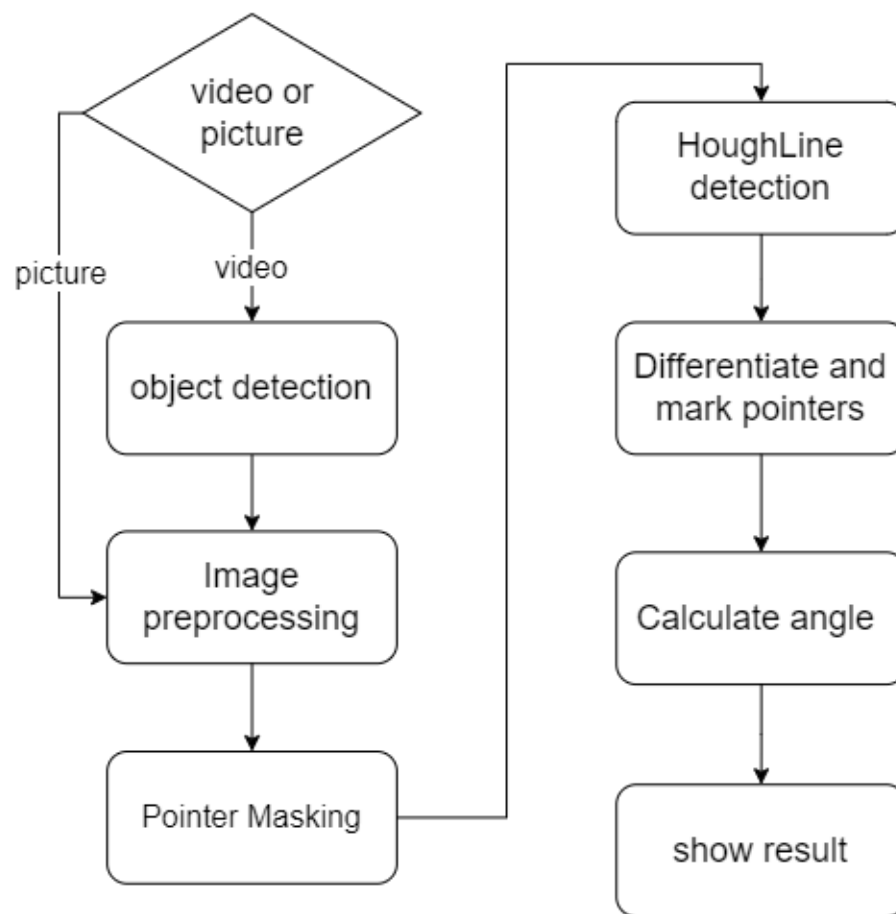 video or
picture
picture
video
object detection
Image
preprocessing
Pointer Masking
HoughLine
detection
Differentiate and
mark pointers
Calculate angle
show result